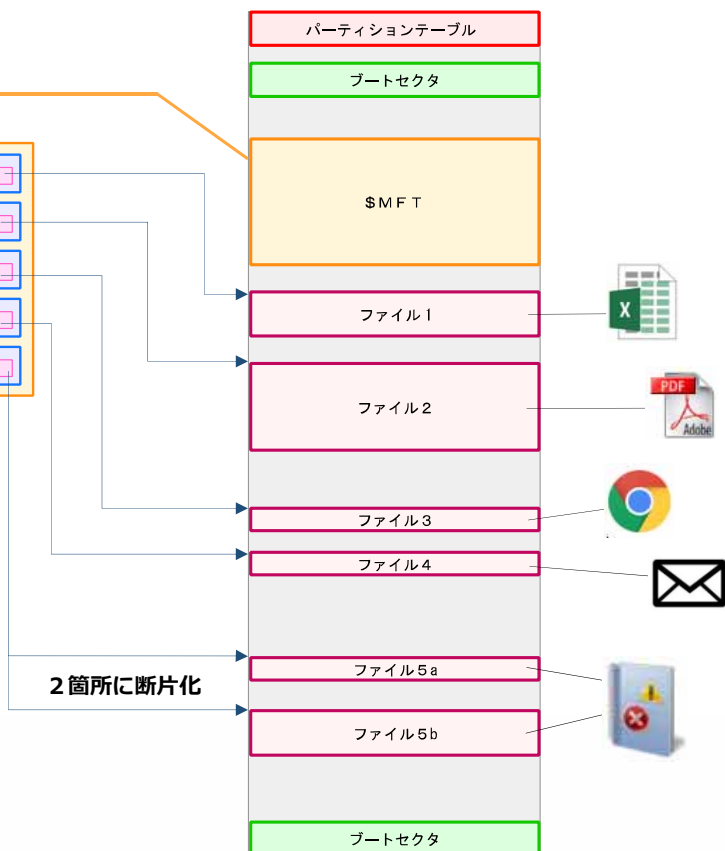 パーティションテーブル
ブートセクタ
$MFT
ファイル1
X
ファイル2
PDF
Adobe
ファイル3
ファイル4
ファイル5a
2箇所に断片化
ファイル5b
ブートセクタ